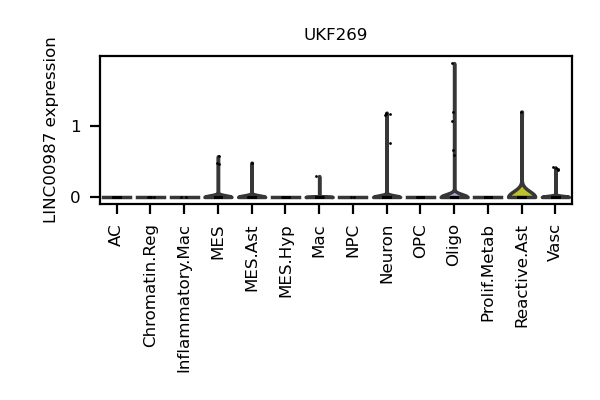 UKF269
LINC00987 expression
1
0
AC
Chromatin.Reg
Inflammatory.Mac
MES
MES.Ast
MES.Hyp
Mac
NPC
Neuron
OPC
Oligo
Prolif.Metab
Reactive.Ast
Vasc